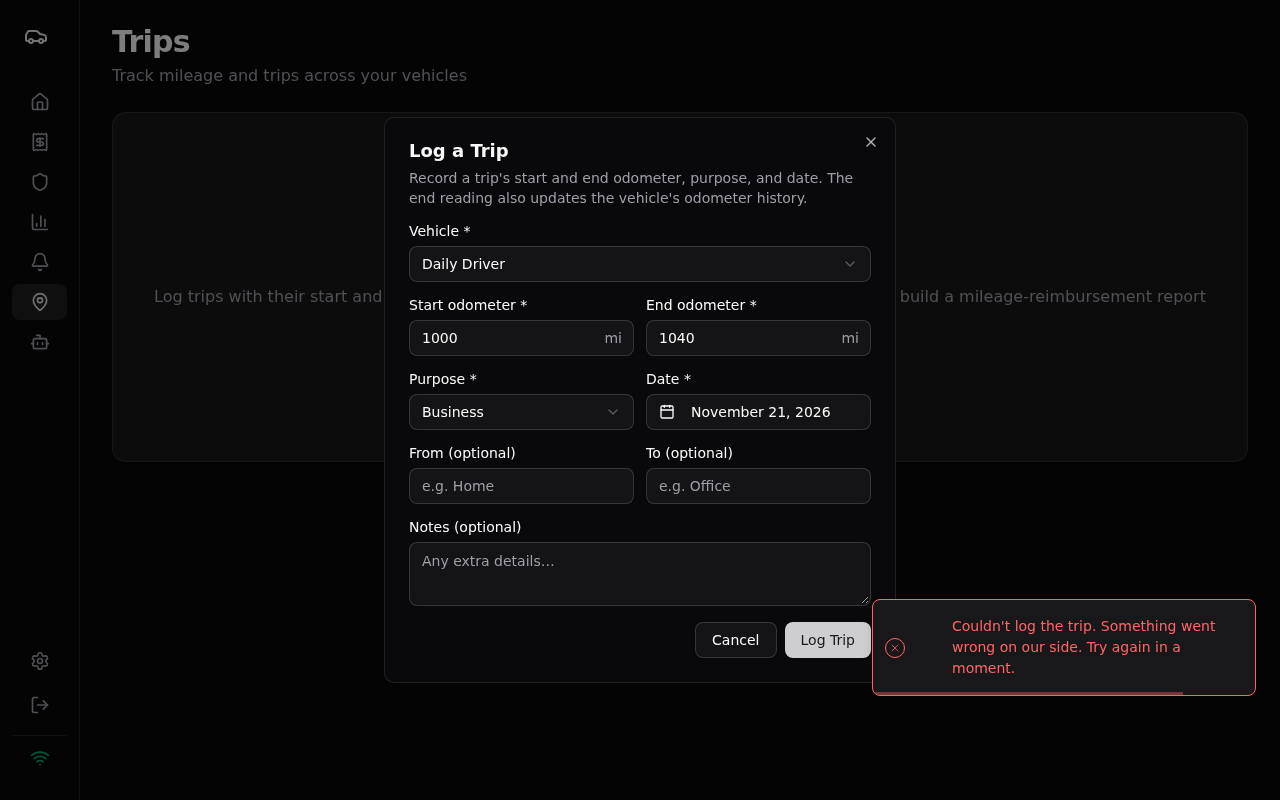 Trips
Track mileage and trips across your vehicles
Log trips with their start and
build a mileage-reimbursement report
Log a Trip
Record a trip's start and end odometer, purpose, and date. The
end reading also updates the vehicle's odometer history.
Vehicle *
Daily Driver
Start odometer *
End odometer *
1000 mi
1040 mi
Purpose *
Date *
Business
November 21, 2026
From (optional)
To (optional)
e.g. Home
e.g. Office
Notes (optional)
Any extra details…
Cancel
Log Trip
Couldn't log the trip. Something went
wrong on our side. Try again in a
moment.